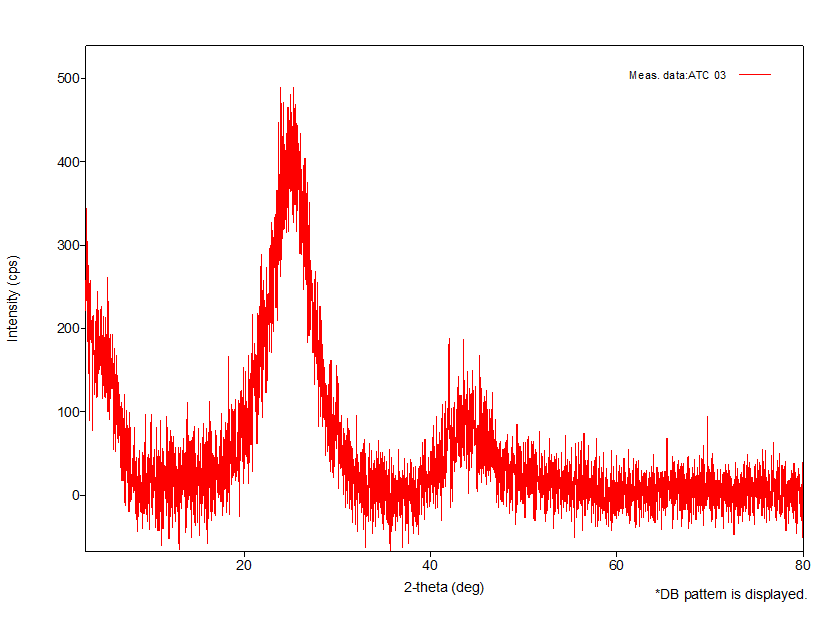 500
Meas. data:ATC 03
400
300
Intensity (cps)
200
100
0
20
40
60
80
2-theta (deg)
*DB pattern is displayed.